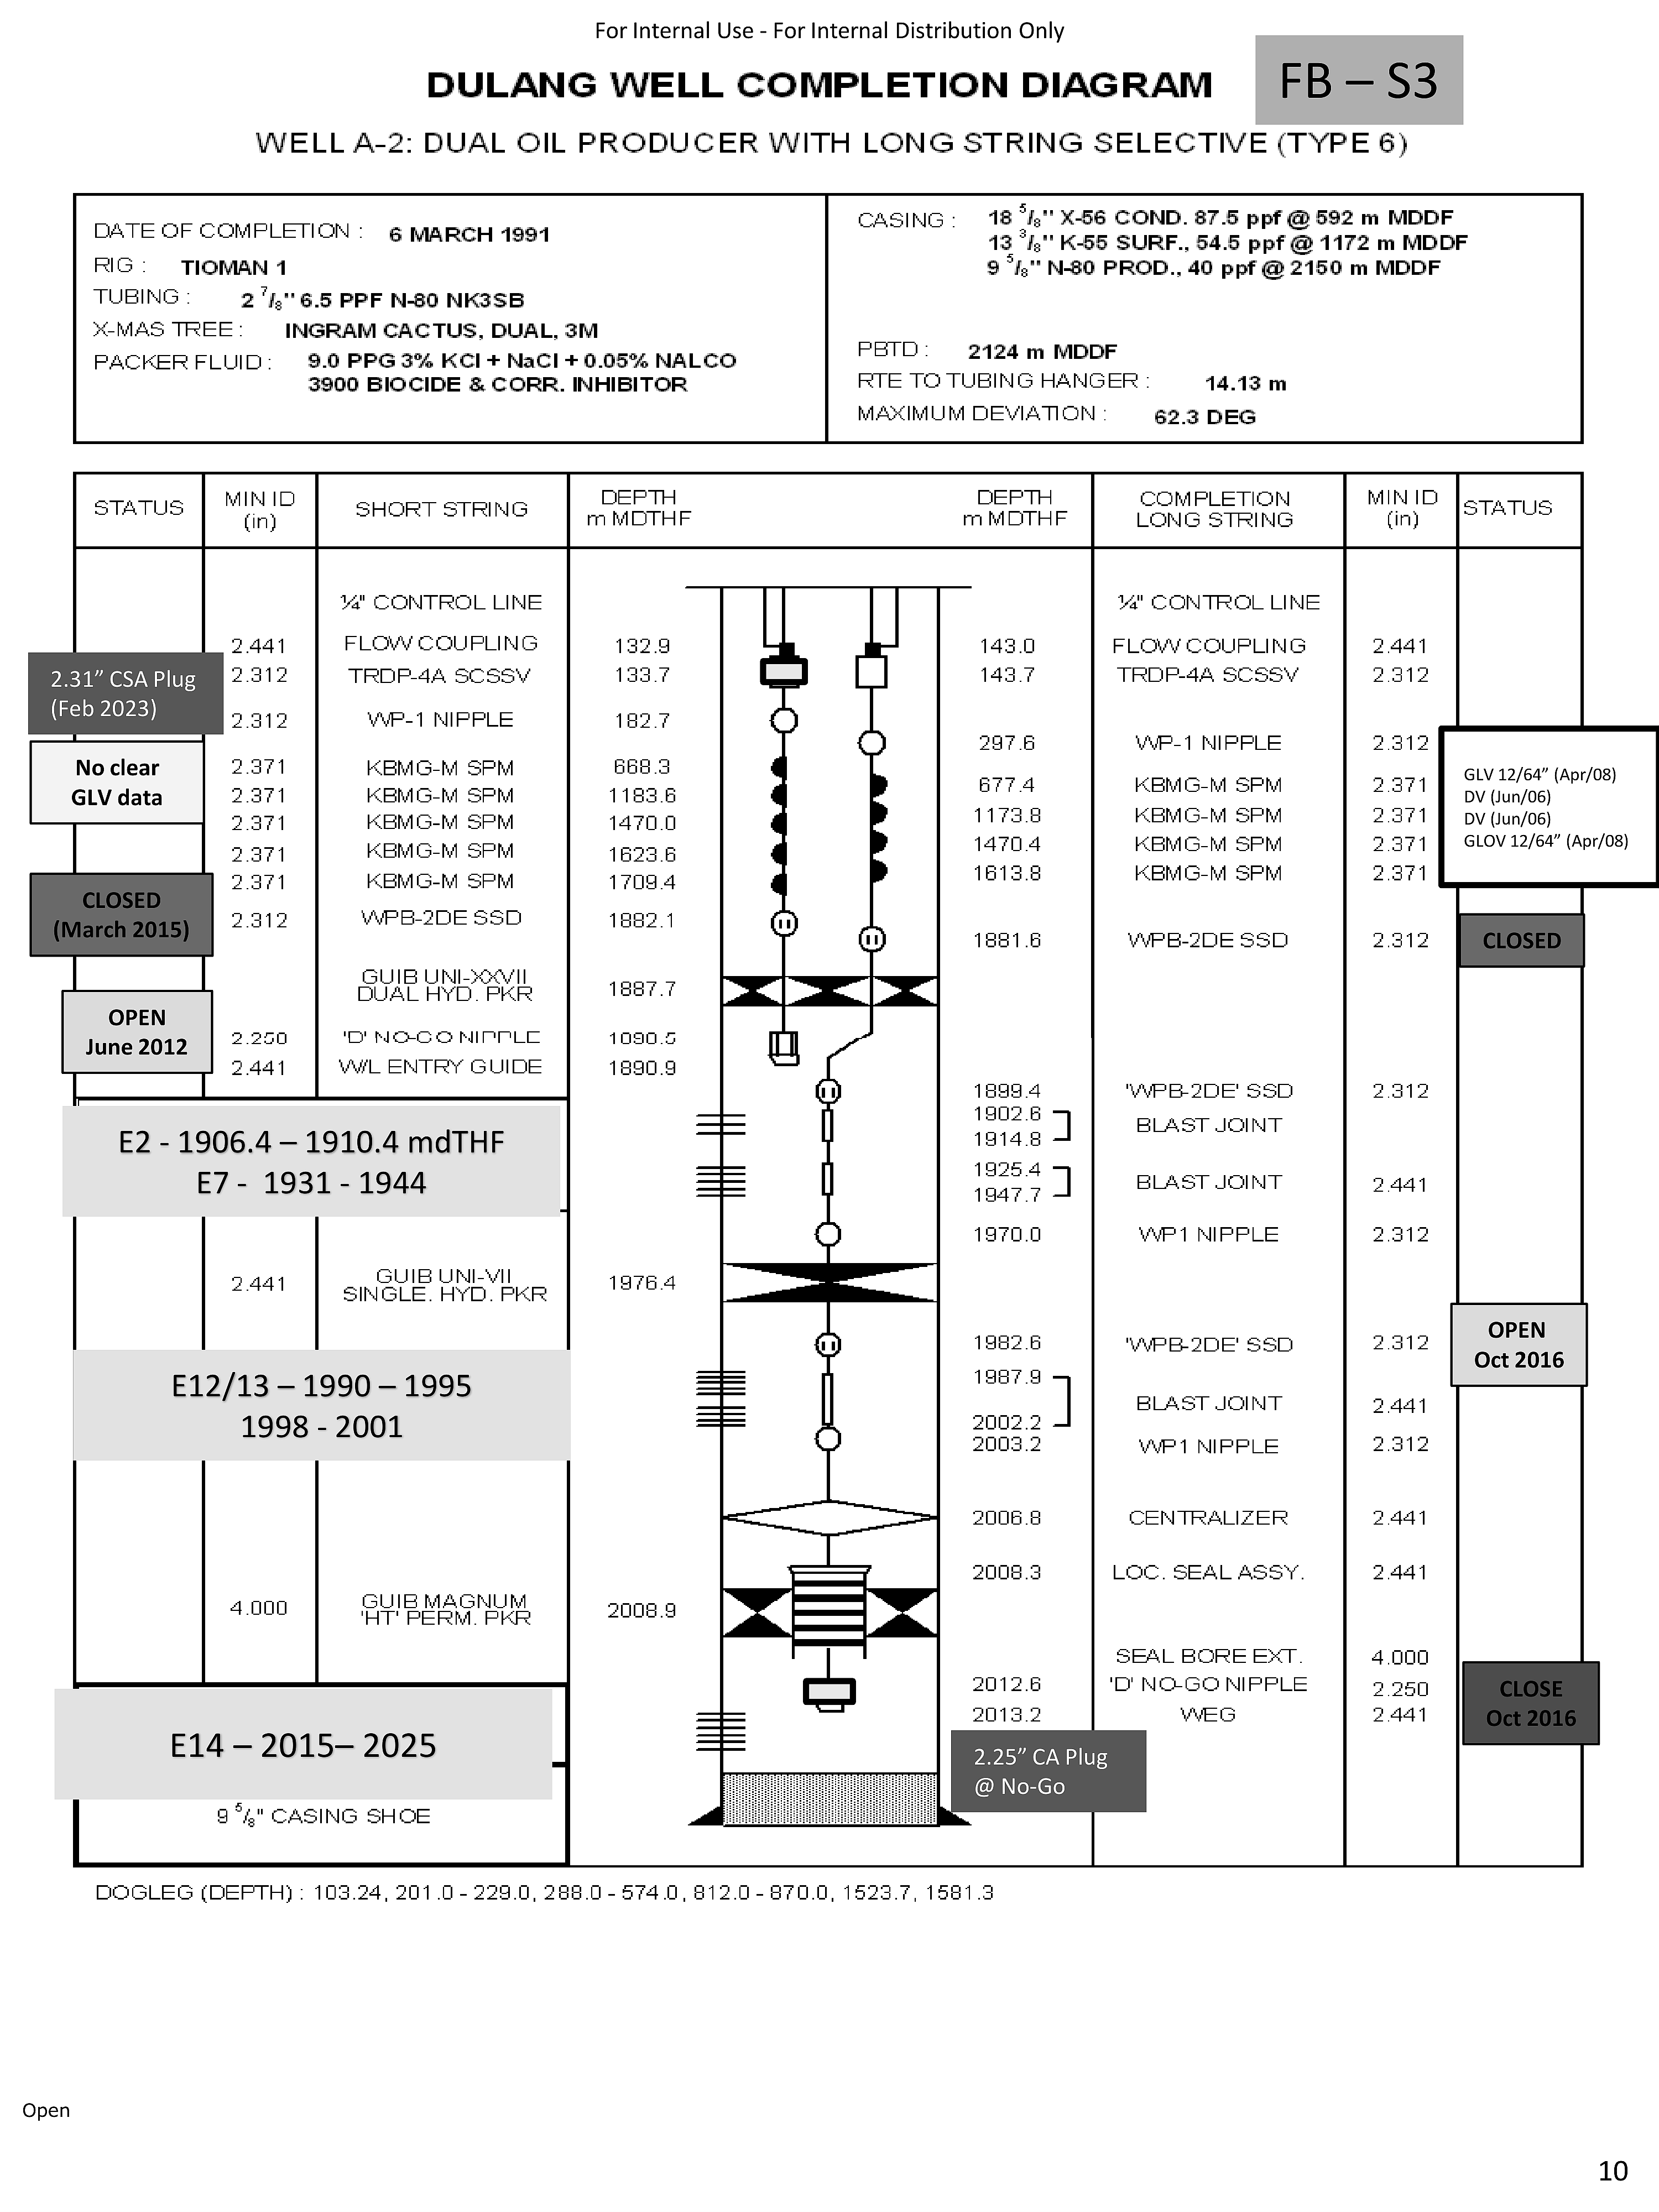 For Internal Use - For Internal Distribution Only
DULANG WELL COMPLETION DIAGRAM
FB – S3
WELL A-2: DUAL OIL PRODUCER WITH LONG STRING SELECTIVE (TYPE 6)
DATE OF COMPLETION : 6 MARCH 1991
RIG : TIOMAN 1
TUBING : 2 7/8" 6.5 PPF N-80 NK3SB
X-MAS TREE : INGRAM CACTUS, DUAL, 3M
PACKER FLUID : 9.0 PPG 3% KCl + NaCl + 0.05% NALCO
3900 BIOCIDE & CORR. INHIBITOR
CASING : 18 5/8" X-56 COND. 87.5 ppf @ 592 m MDDF
13 3/8" K-55 SURF., 54.5 ppf @ 1172 m MDDF
9 5/8" N-80 PROD., 40 ppf @ 2150 m MDDF
PBTD : 2124 m MDDF
RTE TO TUBING HANGER : 14.13 m
MAXIMUM DEVIATION : 62.3 DEG
STATUS
MIN ID
(in)
SHORT STRING
DEPTH
m MDTHF
DEPTH
m MDTHF
COMPLETION
LONG STRING
MIN ID
(in)
STATUS
¼" CONTROL LINE
2.441 FLOW COUPLING 132.9
2.31” CSA Plug
(Feb 2023)
2.312 TRDP-4A SCSSV 133.7
2.312 WP-1 NIPPLE 182.7
No clear
GLV data
2.371 KBMG-M SPM 668.3
2.371 KBMG-M SPM 1183.6
2.371 KBMG-M SPM 1470.0
2.371 KBMG-M SPM 1623.6
2.371 KBMG-M SPM 1709.4
CLOSED
(March 2015)
2.312 WPB-2DE SSD 1882.1
GUIB UNI-XXVII
DUAL HYD. PKR 1887.7
OPEN
June 2012
2.250 'D' NO-GO NIPPLE 1890.5
2.441 W/L ENTRY GUIDE 1890.9
E2 - 1906.4 – 1910.4 mdTHF
E7 - 1931 - 1944
2.441 GUIB UNI-VII
SINGLE. HYD. PKR 1976.4
E12/13 – 1990 – 1995
1998 - 2001
4.000 GUIB MAGNUM
'HT' PERM. PKR 2008.9
E14 – 2015– 2025
9 5/8" CASING SHOE
¼" CONTROL LINE
143.0 FLOW COUPLING 2.441
143.7 TRDP-4A SCSSV 2.312
297.6 WP-1 NIPPLE 2.312
677.4 KBMG-M SPM 2.371
1173.8 KBMG-M SPM 2.371
1470.4 KBMG-M SPM 2.371
1613.8 KBMG-M SPM 2.371
GLV 12/64” (Apr/08)
DV (Jun/06)
DV (Jun/06)
GLOV 12/64” (Apr/08)
1881.6 WPB-2DE SSD 2.312
CLOSED
1899.4 'WPB-2DE' SSD 2.312
1902.6
1914.8
BLAST JOINT
1925.4
1947.7
BLAST JOINT 2.441
1970.0 WP1 NIPPLE 2.312
1982.6 'WPB-2DE' SSD 2.312
OPEN
Oct 2016
1987.9
2002.2
BLAST JOINT 2.441
2003.2 WP1 NIPPLE 2.312
2006.8 CENTRALIZER 2.441
2008.3 LOC. SEAL ASSY. 2.441
SEAL BORE EXT. 4.000
2012.6 'D' NO-GO NIPPLE 2.250
2013.2 WEG 2.441
CLOSE
Oct 2016
2.25” CA Plug
@ No-Go
DOGLEG (DEPTH) : 103.24, 201.0 - 229.0, 288.0 - 574.0, 812.0 - 870.0, 1523.7, 1581.3
Open
10